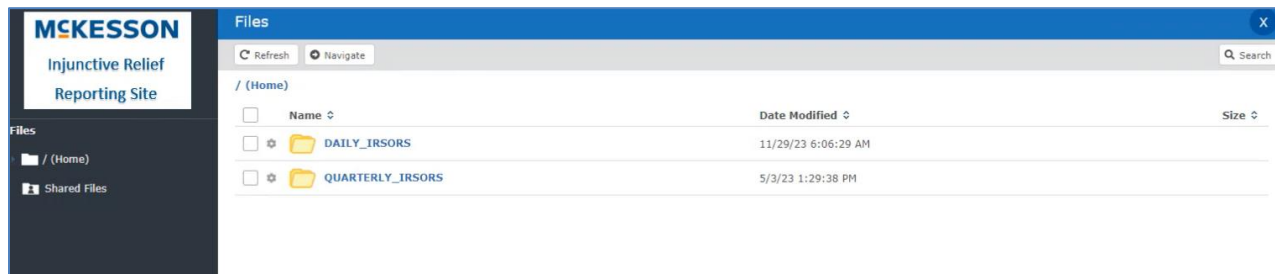 MCKESSON
Injunctive Relief
Reporting Site
Files
/ (Home)
Shared Files
Files
X
Refresh
Navigate
Search
/ (Home)
Name
Date Modified
Size
DAILY_IRSORS
11/29/23 6:06:29 AM
QUARTERLY_IRSORS
5/3/23 1:29:38 PM